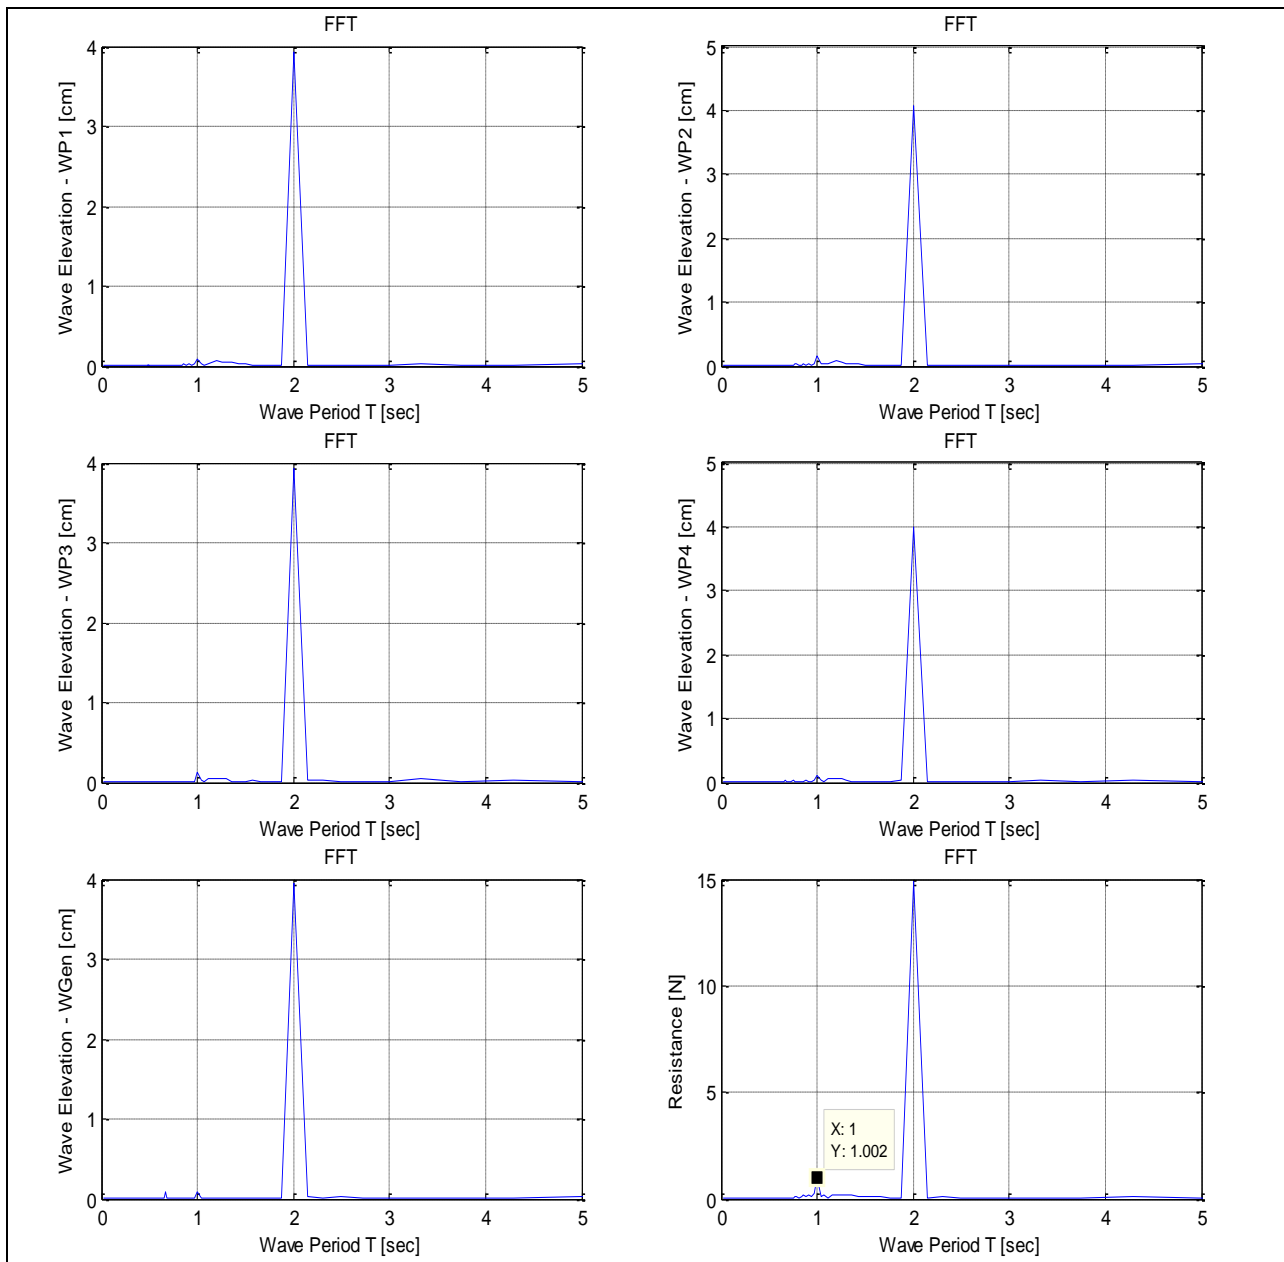 FFT
Wave Elevation - WP1 [cm]
4
3
2
1
0
0 1 2 3 4 5
Wave Period T [sec]
FFT
Wave Elevation - WP2 [cm]
5
4
3
2
1
0
0 1 2 3 4 5
Wave Period T [sec]
FFT
Wave Elevation - WP3 [cm]
4
3
2
1
0
0 1 2 3 4 5
Wave Period T [sec]
FFT
Wave Elevation - WP4 [cm]
5
4
3
2
1
0
0 1 2 3 4 5
Wave Period T [sec]
FFT
Wave Elevation - WGen [cm]
4
3
2
1
0
0 1 2 3 4 5
Wave Period T [sec]
FFT
Resistance [N]
15
10
5
0
X: 1
Y: 1.002
0 1 2 3 4 5
Wave Period T [sec]